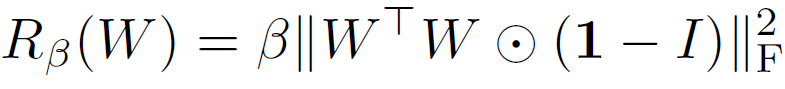 R_β(W) = β‖W^⊤W ⊙ (𝟏 − I)‖_F^2